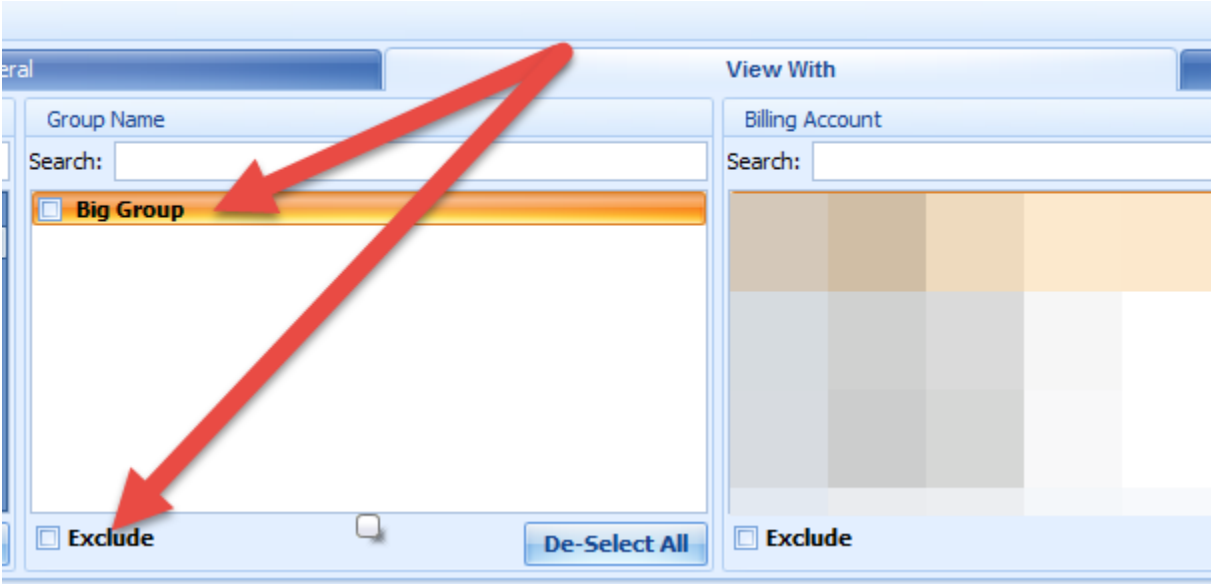 eral
View With
Group Name
Billing Account
Search:
Search:
Big Group
Exclude
De-Select All
Exclude